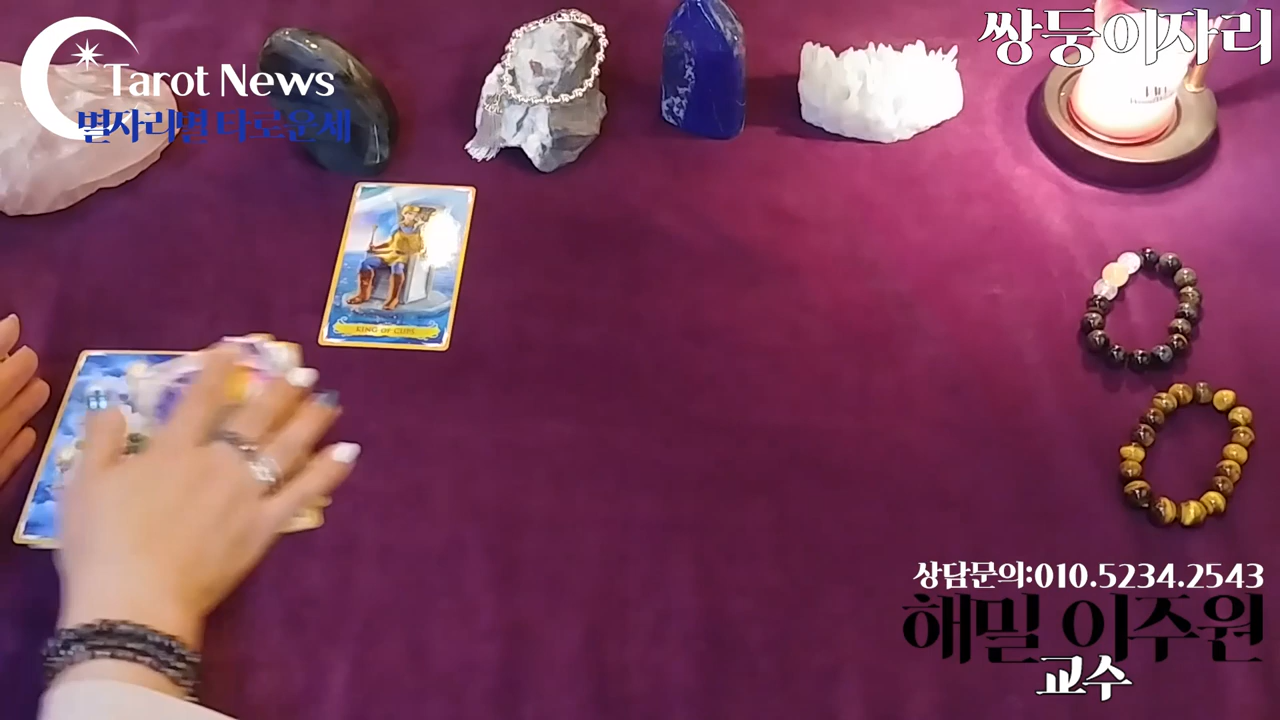 쌍둥이자리
Tarot News
별자리별 타로운세
KING OF CUPS
상담문의:010.5234.2543
해밀 이주원
교수